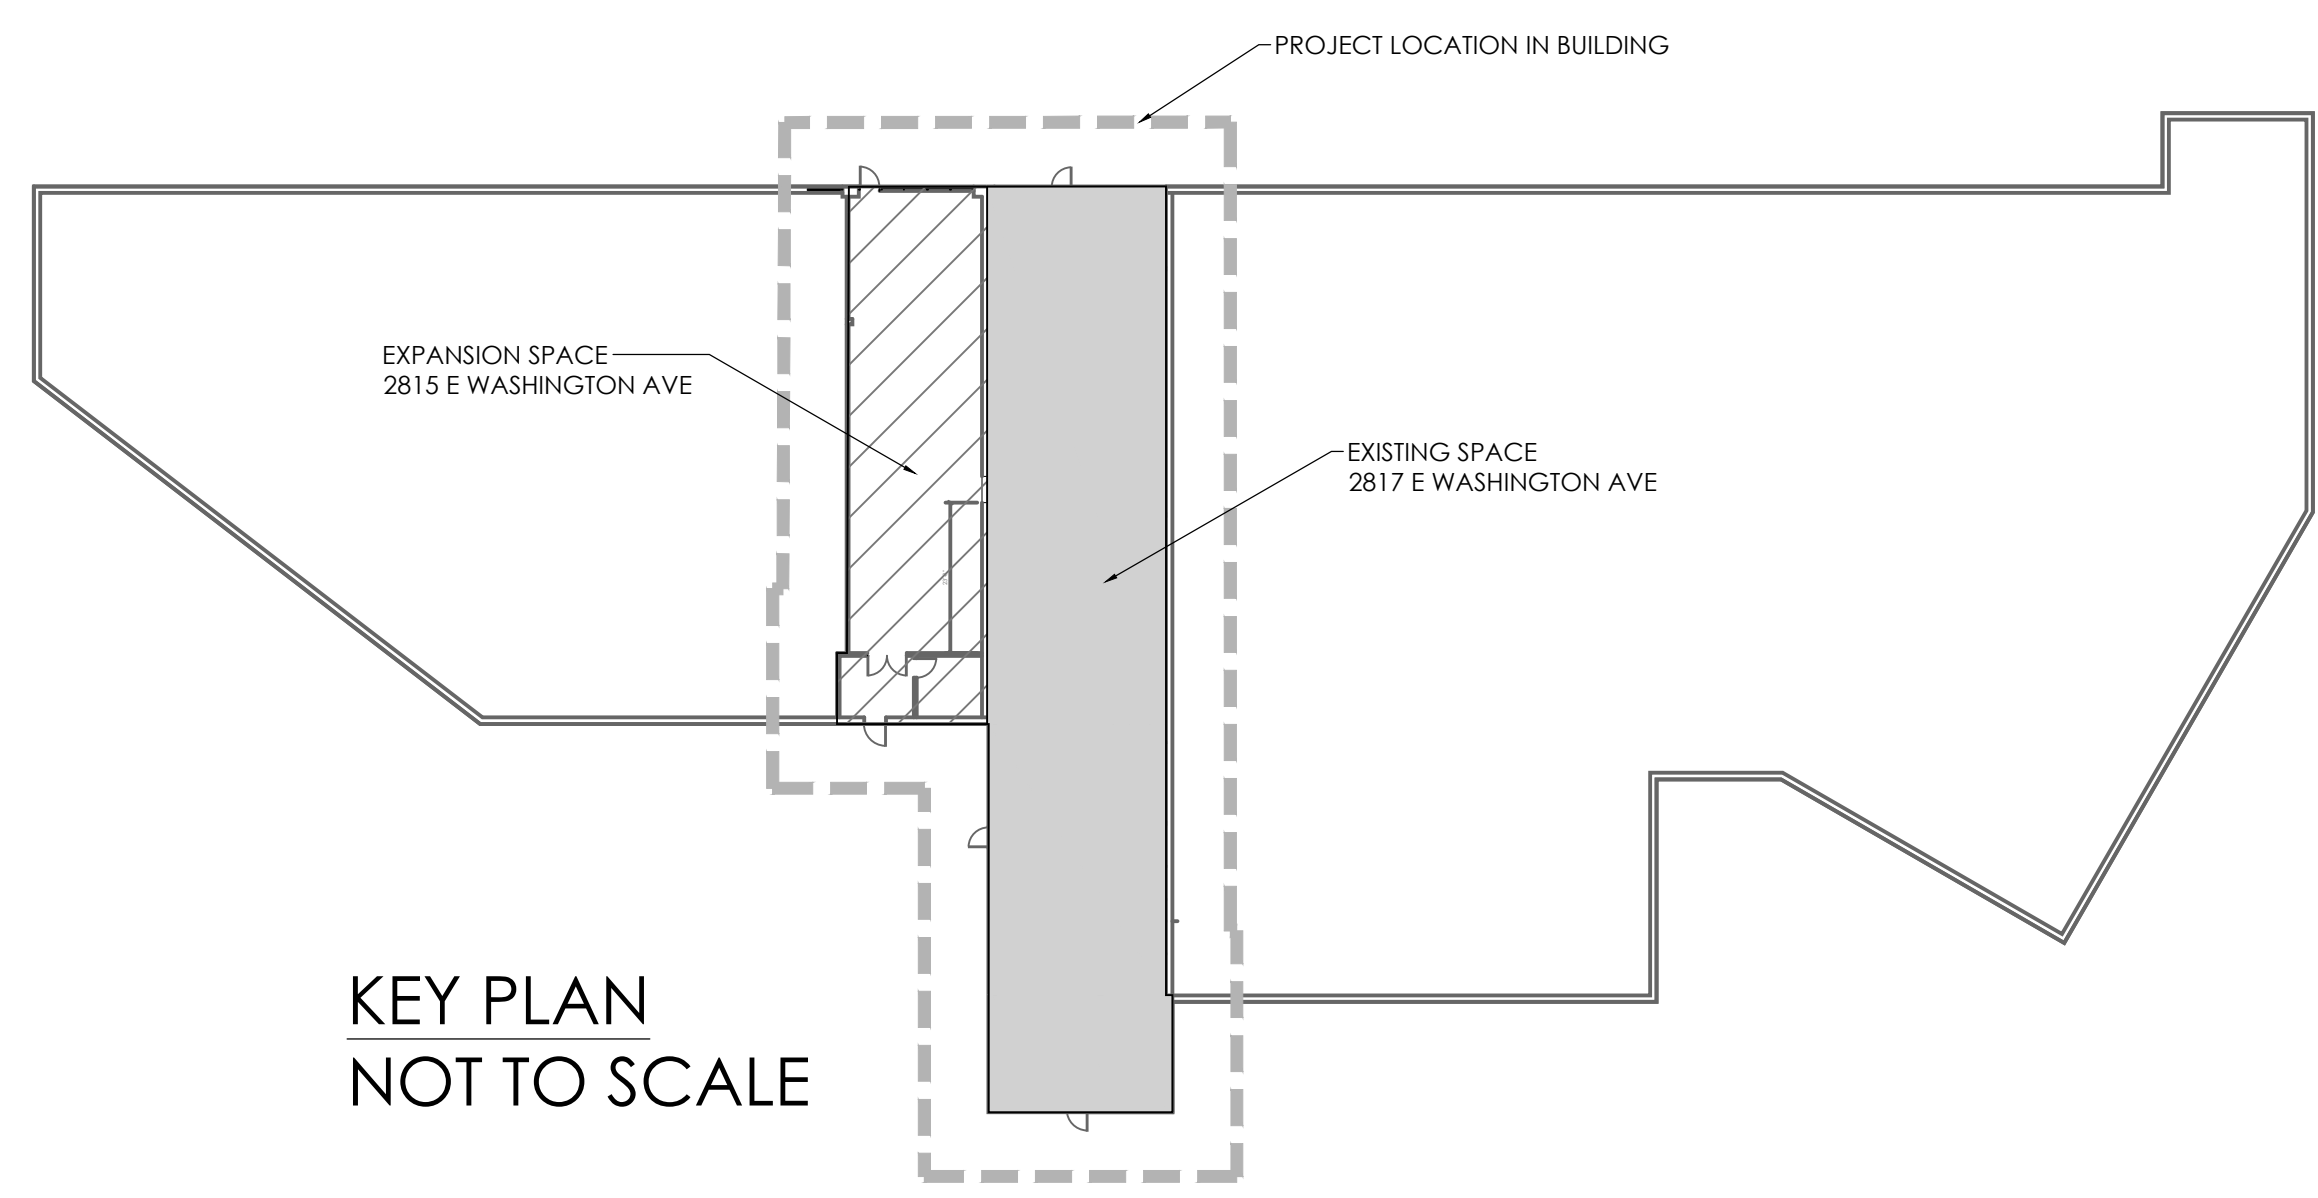 PROJECT LOCATION IN BUILDING
EXPANSION SPACE
2815 E WASHINGTON AVE
EXISTING SPACE
2817 E WASHINGTON AVE
KEY PLAN
NOT TO SCALE